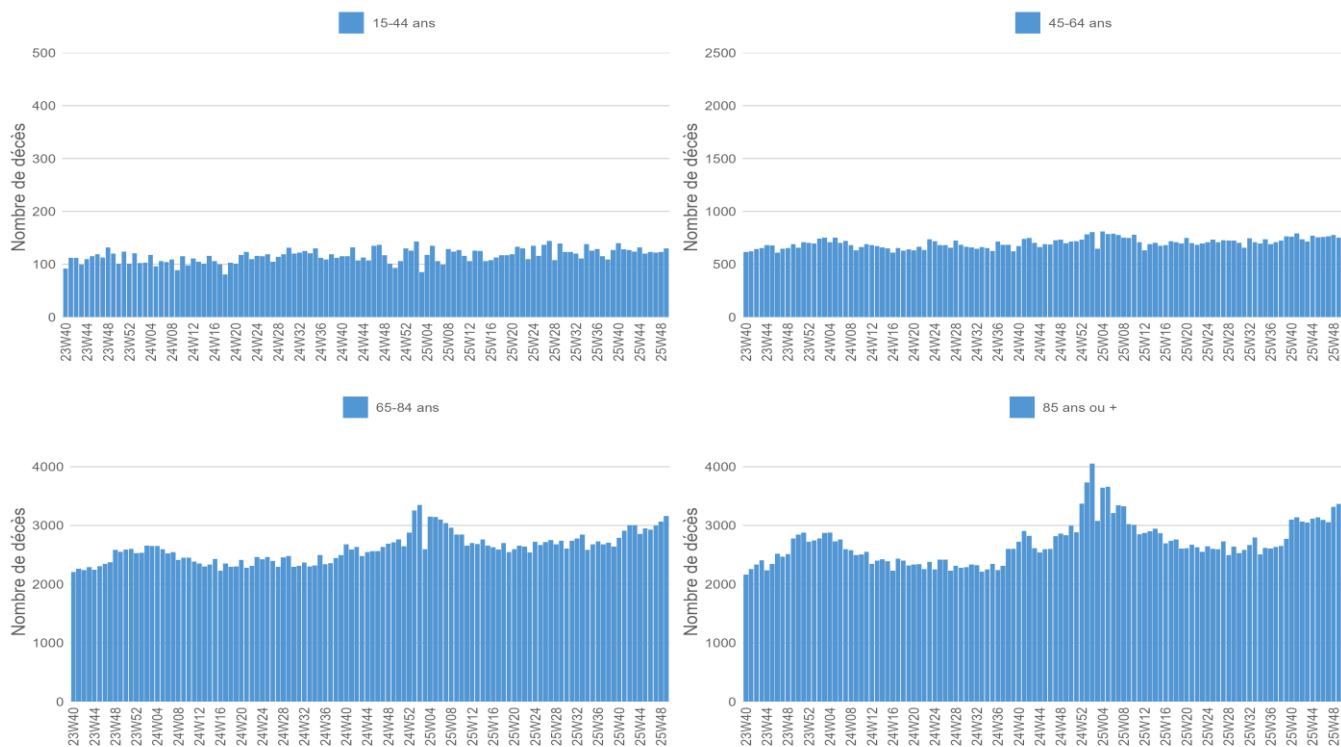 15-44 ans
500
400
300
200
100
0
Nombre de décès
23W40 23W44 23W48 23W52 24W04 24W08 24W12 24W16 24W20 24W24 24W28 24W32 24W36 24W40 24W44 24W48 24W52 25W04 25W08 25W12 25W16 25W20 25W24 25W28 25W32 25W36 25W40 25W44 25W48
45-64 ans
2500
2000
1500
1000
500
0
Nombre de décès
23W40 23W44 23W48 23W52 24W04 24W08 24W12 24W16 24W20 24W24 24W28 24W32 24W36 24W40 24W44 24W48 24W52 25W04 25W08 25W12 25W16 25W20 25W24 25W28 25W32 25W36 25W40 25W44 25W48
65-84 ans
4000
3000
2000
1000
0
Nombre de décès
23W40 23W44 23W48 23W52 24W04 24W08 24W12 24W16 24W20 24W24 24W28 24W32 24W36 24W40 24W44 24W48 24W52 25W04 25W08 25W12 25W16 25W20 25W24 25W28 25W32 25W36 25W40 25W44 25W48
85 ans ou +
4000
3000
2000
1000
0
Nombre de décès
23W40 23W44 23W48 23W52 24W04 24W08 24W12 24W16 24W20 24W24 24W28 24W32 24W36 24W40 24W44 24W48 24W52 25W04 25W08 25W12 25W16 25W20 25W24 25W28 25W32 25W36 25W40 25W44 25W48